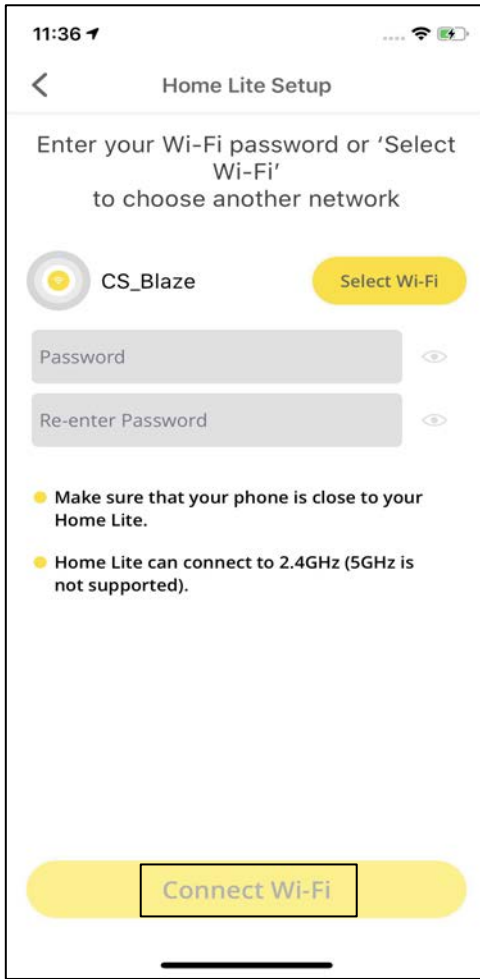 11:36
Home Lite Setup
Enter your Wi-Fi password or ‘Select
Wi-Fi’
to choose another network
CS_Blaze
Select Wi-Fi
Password
Re-enter Password
Make sure that your phone is close to your
Home Lite.
Home Lite can connect to 2.4GHz (5GHz is
not supported).
Connect Wi-Fi